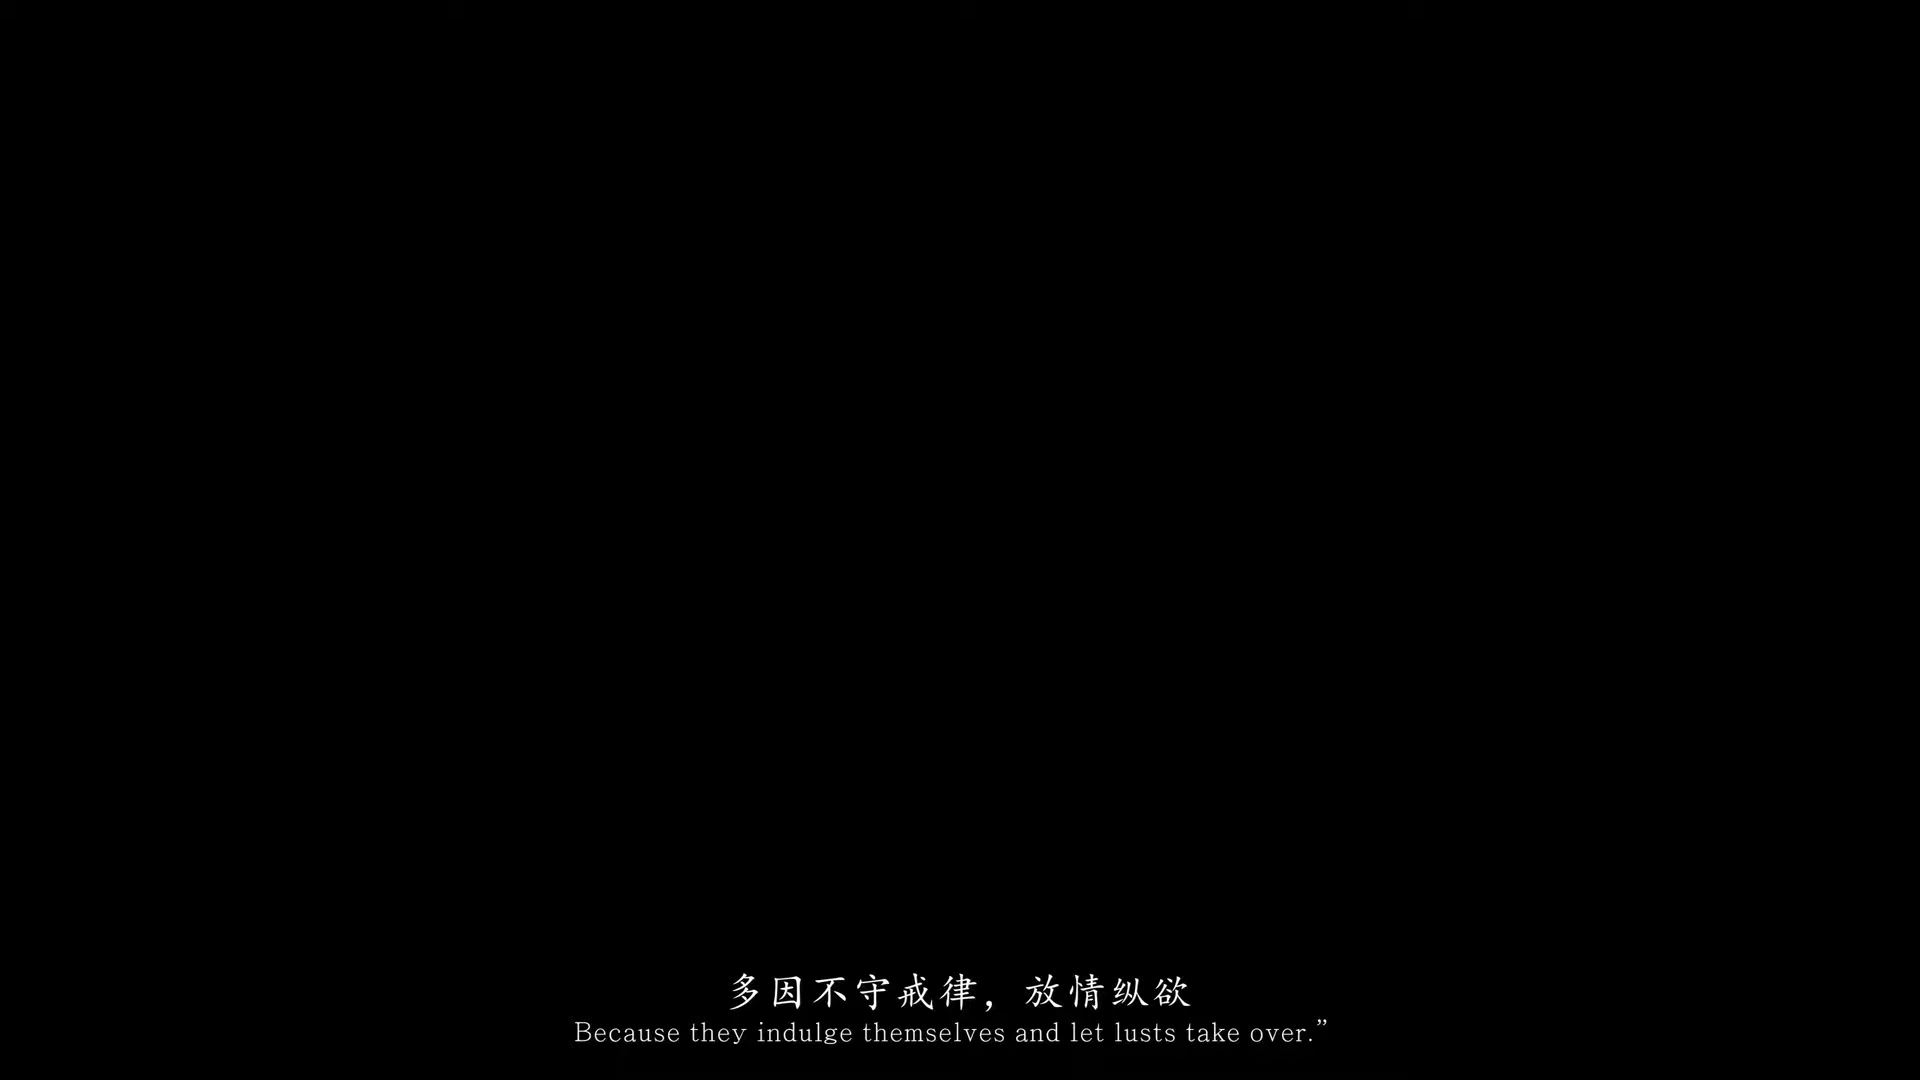 多因不守戒律，放情纵欲
Because they indulge themselves and let lusts take over.”